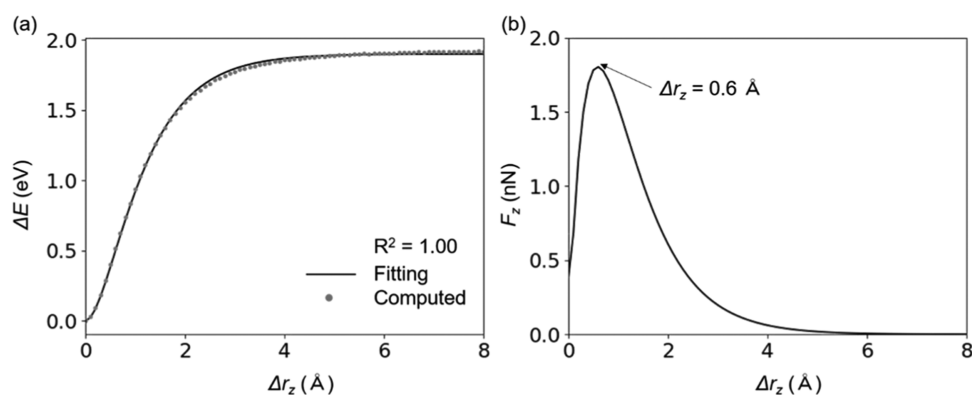 (a)
2.0
1.5
1.0
0.5
0.0
ΔE (eV)
R² = 1.00
Fitting
Computed
0 2 4 6 8
Δr_z (Å)
(b)
2.0
1.5
1.0
0.5
0.0
F_z (nN)
Δr_z = 0.6 Å
0 2 4 6 8
Δr_z (Å)